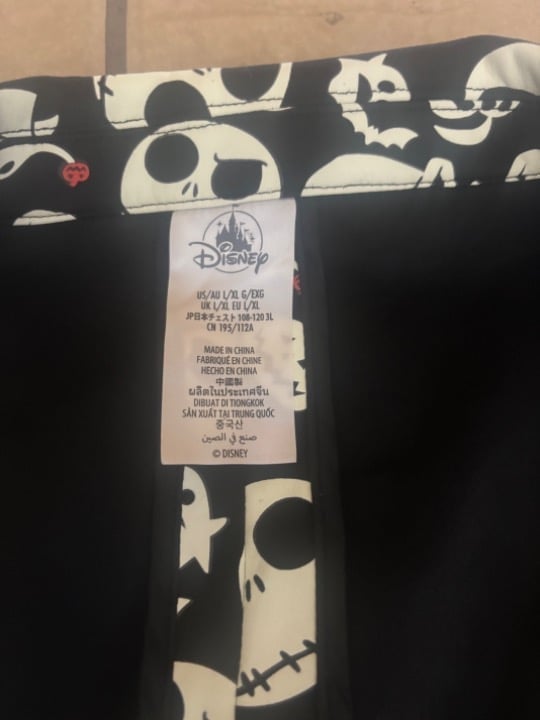 Disney
US/AU L/XL G/EXG
UK L/XL EU L/XL
JP日本チェスト 108-120 3L
CN 195/112A
MADE IN CHINA
FABRIQUÉ EN CHINE
HECHO EN CHINA
中國製
ผลิตในประเทศจีน
DIBUAT DI TIONGKOK
SẢN XUẤT TẠI TRUNG QUỐC
중국산
صنع في الصين
© DISNEY